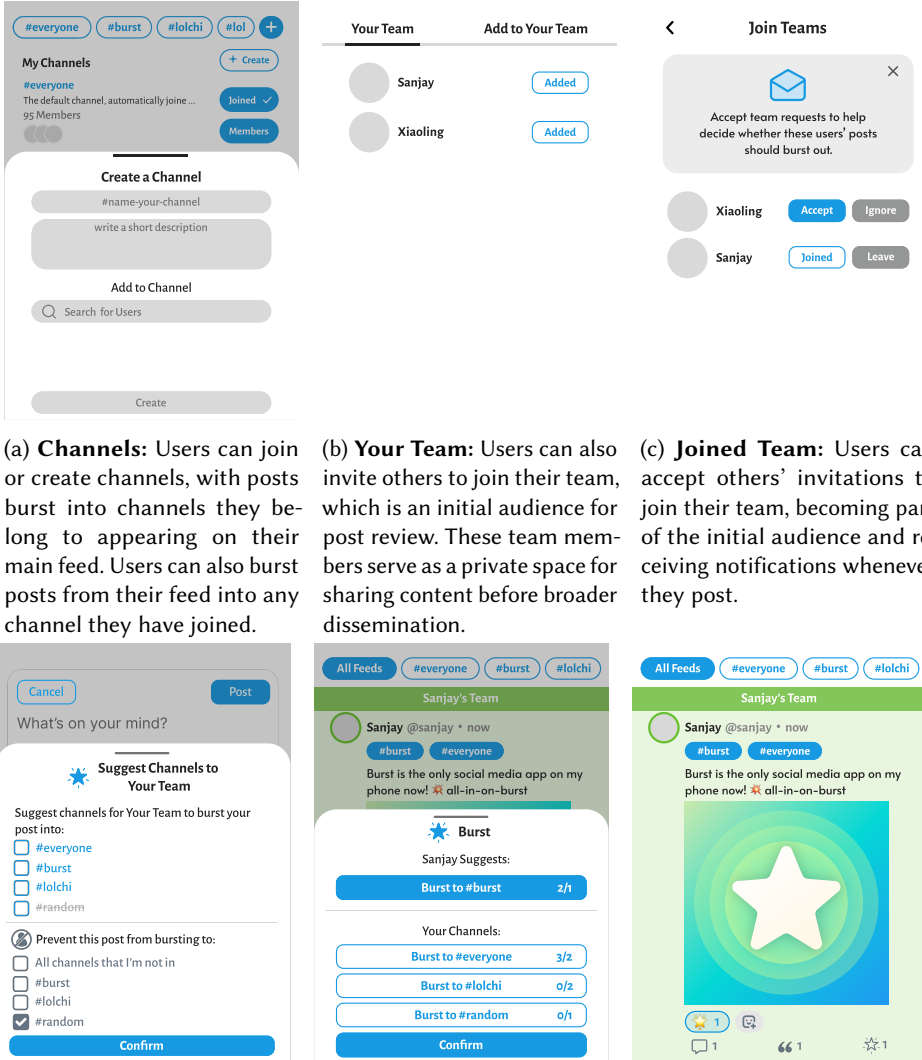 #everyone #burst #lolchi #lol +
My Channels
+ Create
#everyone
The default channel, automatically joine ...
Joined ✓
95 Members
Members
Create a Channel
#name-your-channel
write a short description
Add to Channel
Search for Users
Create
Your Team Add to Your Team
Sanjay Added
Xiaoling Added
Join Teams
Accept team requests to help
decide whether these users' posts
should burst out.
Xiaoling Accept Ignore
Sanjay Joined Leave
(a) Channels: Users can join
or create channels, with posts
burst into channels they be-
long to appearing on their
main feed. Users can also burst
posts from their feed into any
channel they have joined.
(b) Your Team: Users can also
invite others to join their team,
which is an initial audience for
post review. These team mem-
bers serve as a private space for
sharing content before broader
dissemination.
(c) Joined Team: Users ca
accept others' invitations t
join their team, becoming par
of the initial audience and re
ceiving notifications wheneve
they post.
Cancel Post
What's on your mind?
Suggest Channels to
Your Team
Suggest channels for Your Team to burst your
post into:
#everyone
#burst
#lolchi
#random
Prevent this post from bursting to:
All channels that I'm not in
#burst
#lolchi
#random
Confirm
All Feeds #everyone #burst #lolchi
Sanjay's Team
Sanjay @sanjay • now
#burst #everyone
Burst is the only social media app on my
phone now! 💥 all-in-on-burst
Burst
Sanjay Suggests:
Burst to #burst 2/1
Your Channels:
Burst to #everyone 3/2
Burst to #lolchi 0/2
Burst to #random 0/1
Confirm
All Feeds #everyone #burst #lolchi
Sanjay's Team
Sanjay @sanjay • now
#burst #everyone
Burst is the only social media app on my
phone now! 💥 all-in-on-burst
1
1 1 1